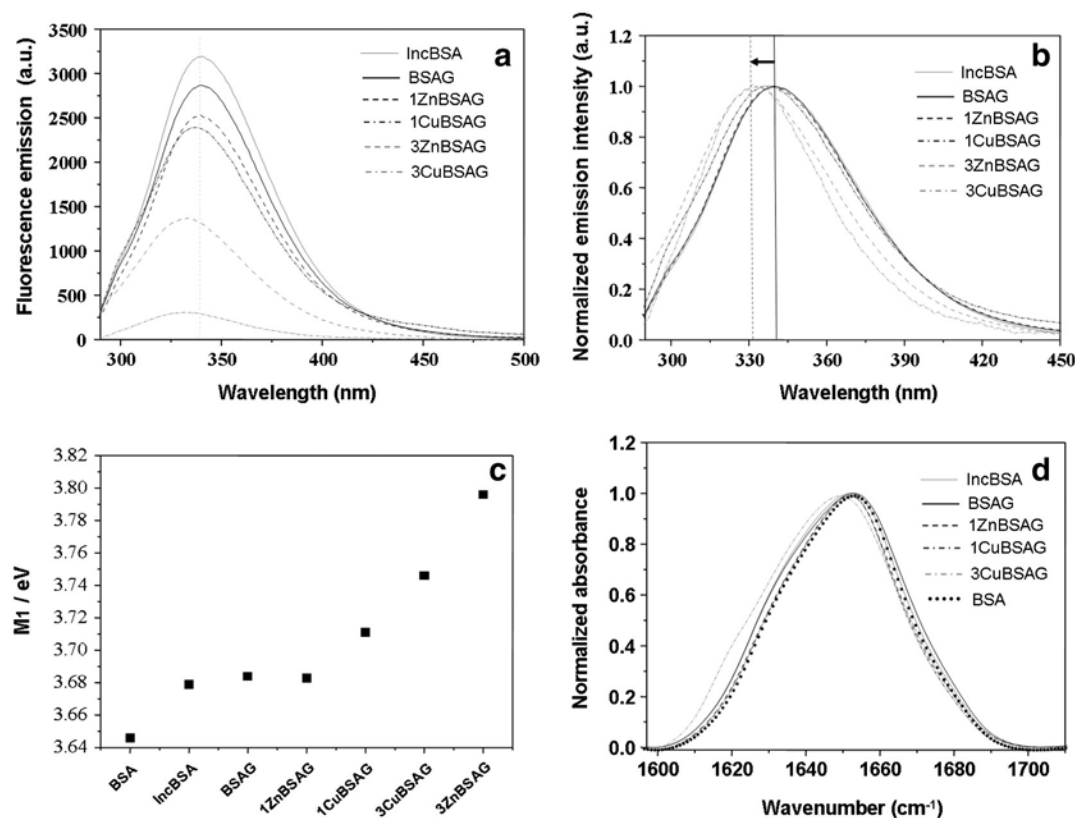 a
Fluorescence emission (a.u.)
3500
3000
2500
2000
1500
1000
500
0
300
350
400
450
500
Wavelength (nm)
IncBSA
BSAG
1ZnBSAG
1CuBSAG
3ZnBSAG
3CuBSAG
b
Normalized emission intensity (a.u.)
1.2
1.0
0.8
0.6
0.4
0.2
0.0
300
330
360
390
420
450
Wavelength (nm)
IncBSA
BSAG
1ZnBSAG
1CuBSAG
3ZnBSAG
3CuBSAG
c
M1 / eV
3.82
3.80
3.78
3.76
3.74
3.72
3.70
3.68
3.66
3.64
BSA
IncBSA
BSAG
1ZnBSAG
1CuBSAG
3CuBSAG
3ZnBSAG
d
Normalized absorbance
1.2
1.0
0.8
0.6
0.4
0.2
0.0
1600
1620
1640
1660
1680
1700
Wavenumber (cm-1)
IncBSA
BSAG
1ZnBSAG
1CuBSAG
3CuBSAG
BSA